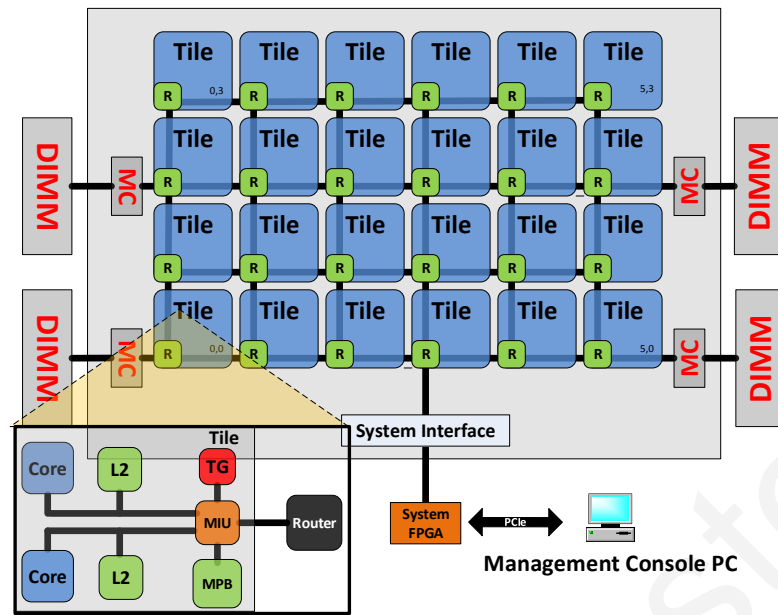 Tile Tile Tile Tile Tile Tile
R 0,3 R R R R R 5,3
Tile Tile Tile Tile Tile Tile
DIMM MC R R R R R _ R MC DIMM
Tile Tile Tile Tile Tile Tile
R R R R R R
Tile Tile Tile Tile Tile Tile
DIMM MC R 0,0 R R _ R R R 5,0 MC DIMM
System Interface
Tile
Core L2 TG
MIU Router
Core L2 MPB
System
FPGA
PCIe
Management Console PC